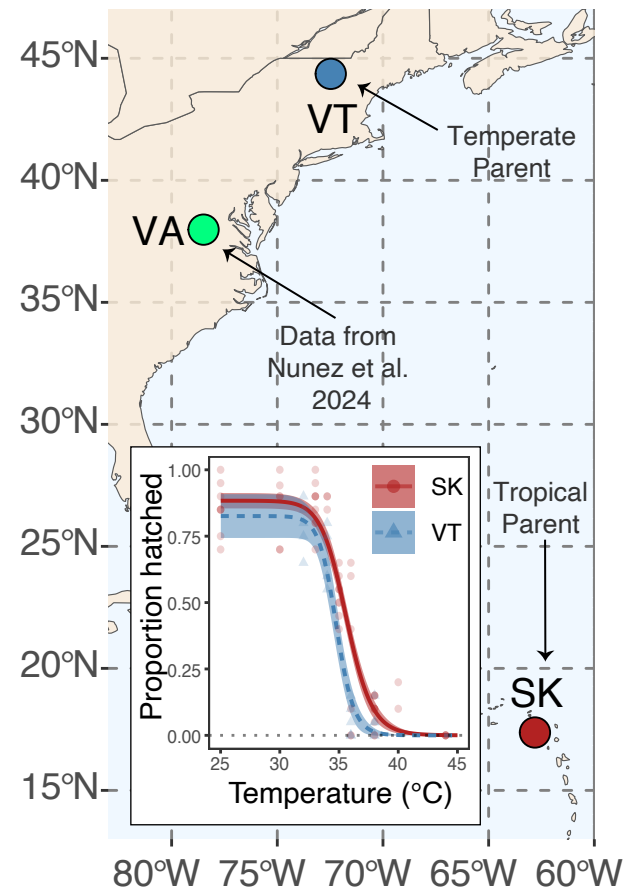 45°N
VT
Temperate
Parent
40°N
VA
35°N
Data from
Nunez et al.
2024
30°N
1.00
0.75
0.50
0.25
0.00
Proportion hatched
SK
VT
25 30 35 40 45
Temperature (°C)
Tropical
Parent
25°N
20°N
SK
15°N
80°W 75°W 70°W 65°W 60°W